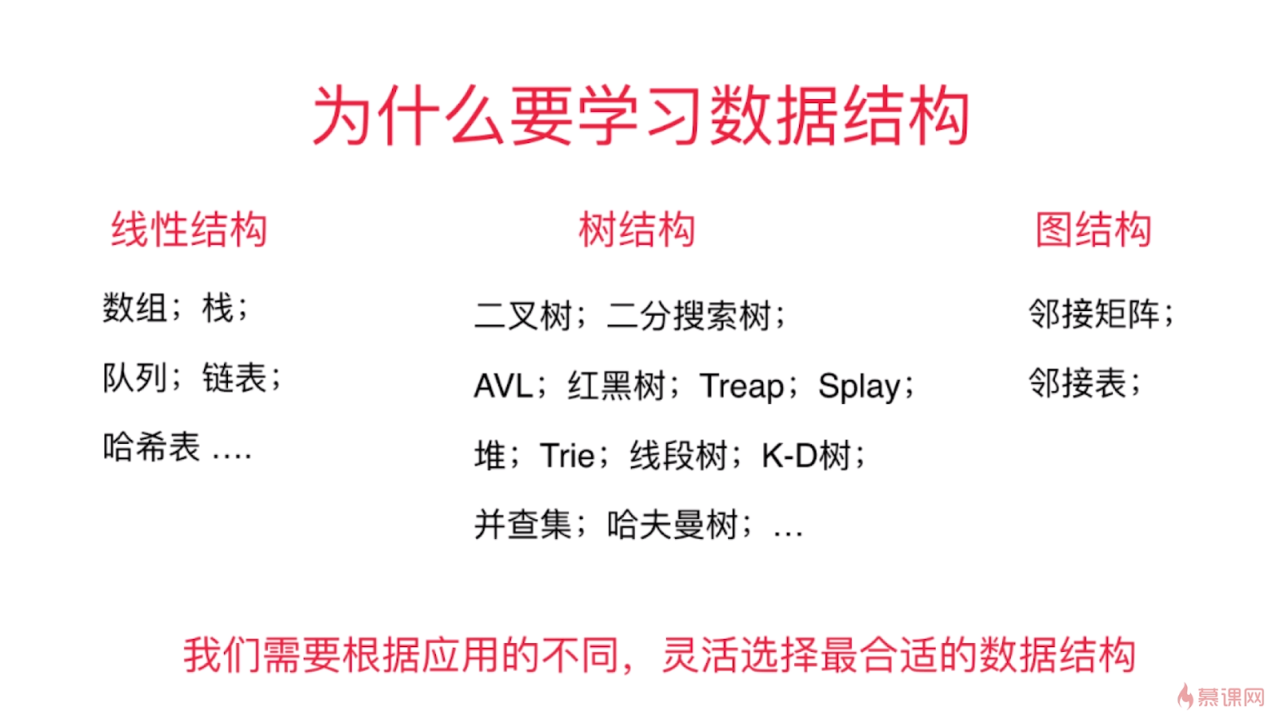 为什么要学习数据结构
线性结构
数组；栈；
队列；链表；
哈希表 ....
树结构
二叉树；二分搜索树；
AVL；红黑树；Treap；Splay；
堆；Trie；线段树；K-D树；
并查集；哈夫曼树；...
图结构
邻接矩阵；
邻接表；
我们需要根据应用的不同，灵活选择最合适的数据结构
慕课网